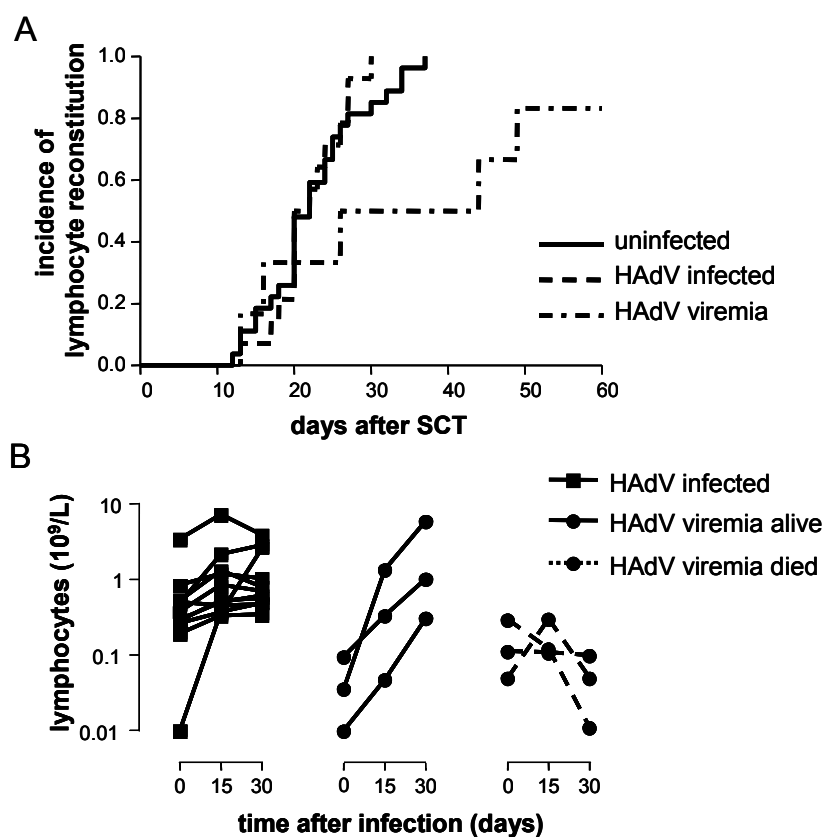 A
incidence of
lymphocyte reconstitution
1.0
0.8
0.6
0.4
0.2
0.0
0 10 20 30 40 50 60
days after SCT
uninfected
HAdV infected
HAdV viremia
B
lymphocytes (10⁹/L)
10
1
0.1
0.01
HAdV infected
HAdV viremia alive
HAdV viremia died
0 15 30 0 15 30 0 15 30
time after infection (days)